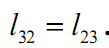 l₃₂ = l₂₃.